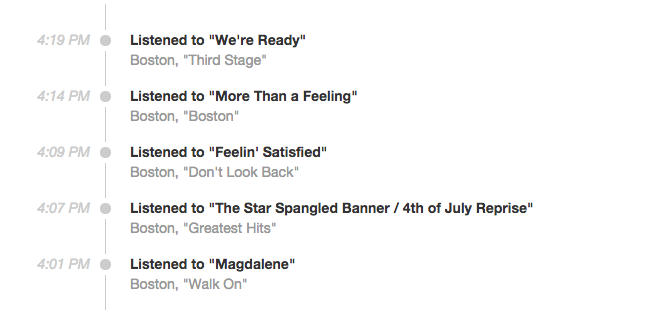 4:19 PM Listened to "We're Ready"
Boston, "Third Stage"
4:14 PM Listened to "More Than a Feeling"
Boston, "Boston"
4:09 PM Listened to "Feelin' Satisfied"
Boston, "Don't Look Back"
4:07 PM Listened to "The Star Spangled Banner / 4th of July Reprise"
Boston, "Greatest Hits"
4:01 PM Listened to "Magdalene"
Boston, "Walk On"